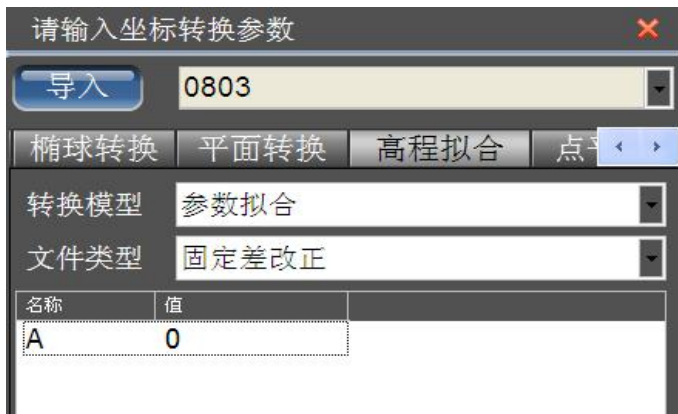 请输入坐标转换参数
导入 0803
椭球转换 平面转换 高程拟合 点
转换模型 参数拟合
文件类型 固定差改正
名称 值
A 0